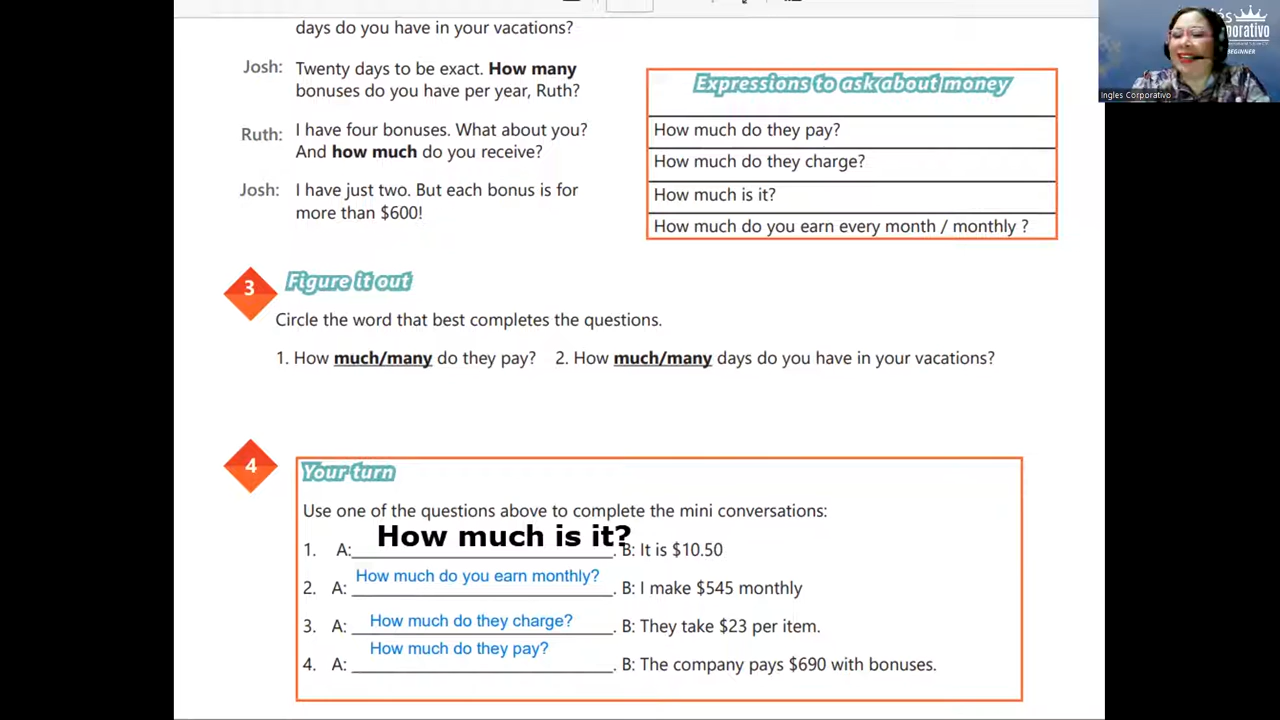 days do you have in your vacations?
Josh: Twenty days to be exact. How many
bonuses do you have per year, Ruth?
Ruth: I have four bonuses. What about you?
And how much do you receive?
Josh: I have just two. But each bonus is for
more than $600!
Expressions to ask about money
How much do they pay?
How much do they charge?
How much is it?
How much do you earn every month / monthly ?
3 Figure it out
Circle the word that best completes the questions.
1. How much/many do they pay? 2. How much/many days do you have in your vacations?
4 Your turn
Use one of the questions above to complete the mini conversations:
1. A: How much is it? B: It is $10.50
2. A: How much do you earn monthly? . B: I make $545 monthly
3. A: How much do they charge? . B: They take $23 per item.
4. A: How much do they pay? . B: The company pays $690 with bonuses.
Ingles Corporativo
BEGINNER